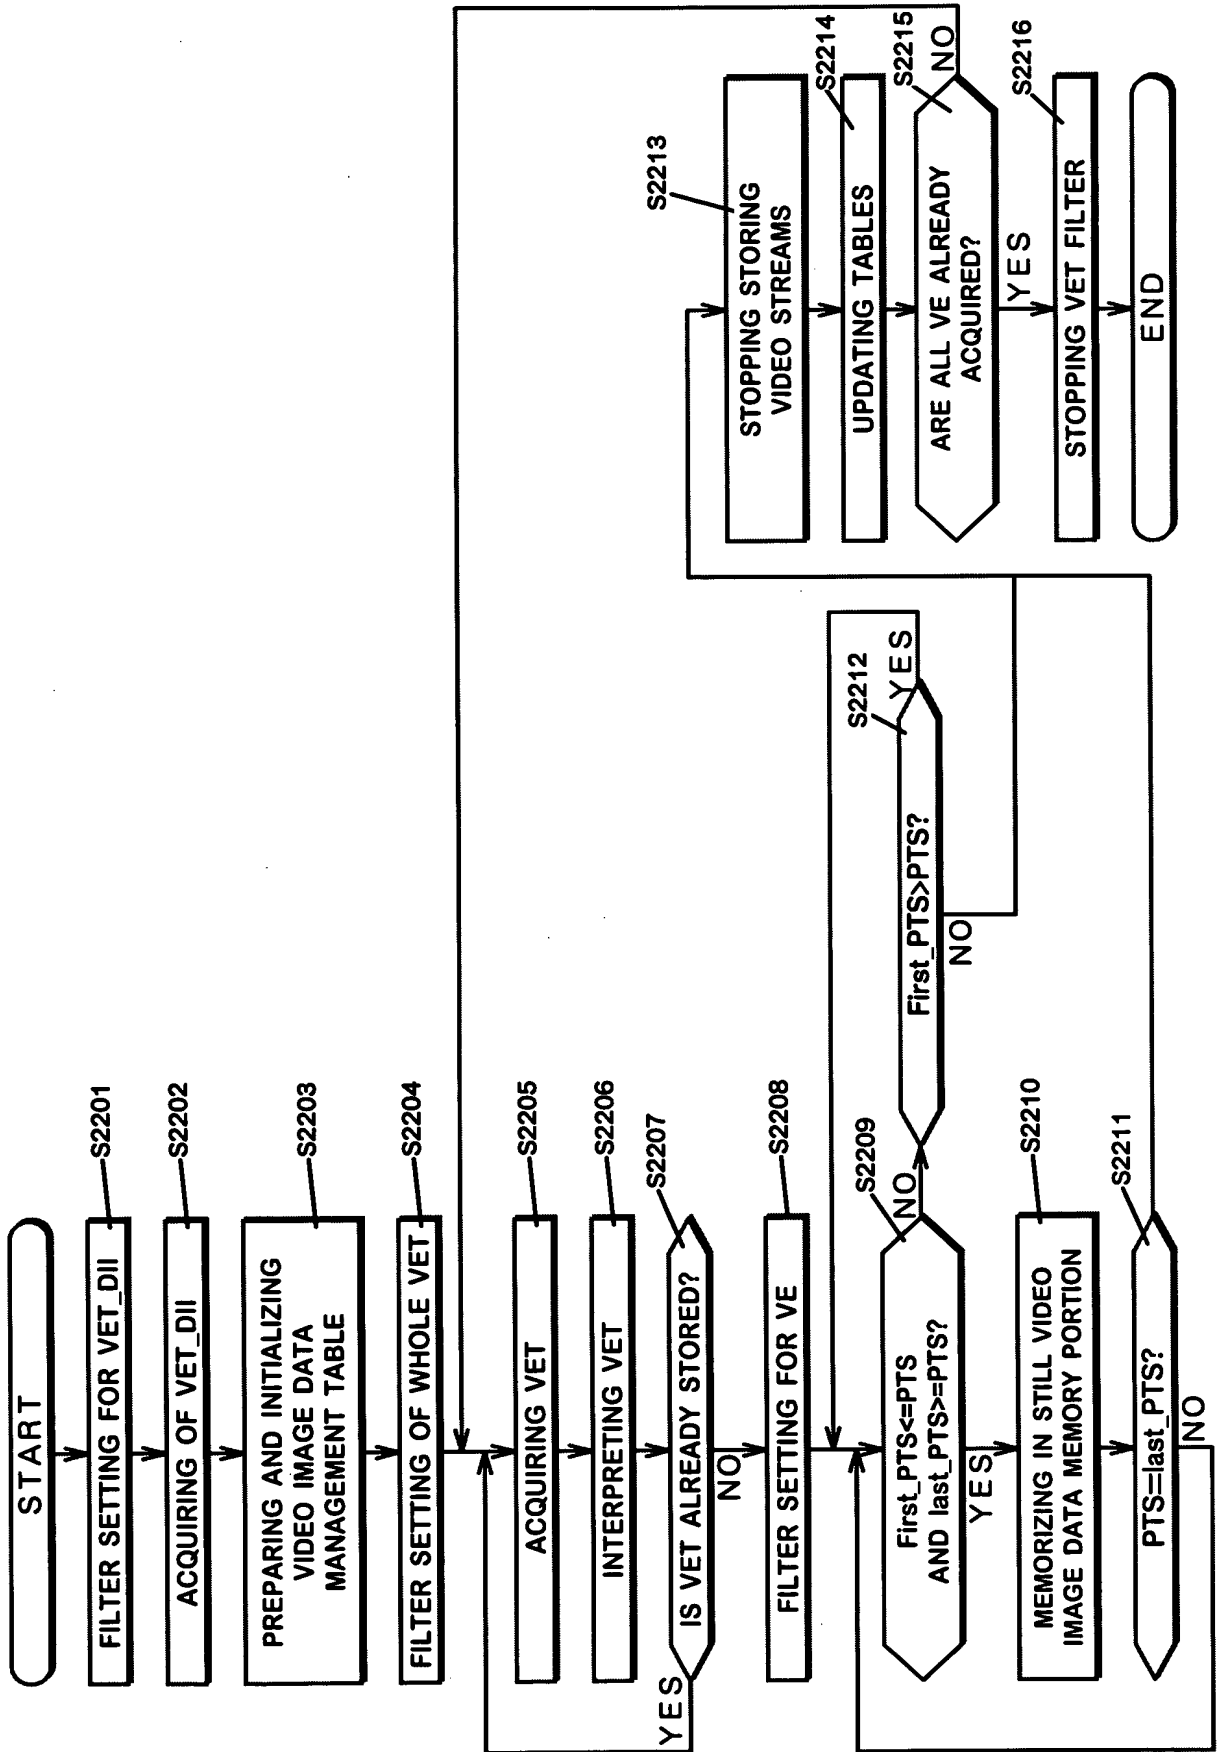 START
FILTER SETTING FOR VET_DII
S2201
ACQUIRING OF VET_DII
S2202
PREPARING AND INITIALIZING
VIDEO IMAGE DATA
MANAGEMENT TABLE
S2203
FILTER SETTING OF WHOLE VET
S2204
ACQUIRING VET
S2205
INTERPRETING VET
S2206
IS VET ALREADY STORED?
S2207
YES
NO
FILTER SETTING FOR VE
S2208
First_PTS<=PTS
AND last_PTS>=PTS?
S2209
NO
YES
MEMORIZING IN STILL VIDEO
IMAGE DATA MEMORY PORTION
S2210
PTS=last_PTS?
S2211
NO
First_PTS>PTS?
S2212
YES
NO
STOPPING STORING
VIDEO STREAMS
S2213
UPDATING TABLES
S2214
ARE ALL VE ALREADY
ACQUIRED?
S2215
NO
YES
STOPPING VET FILTER
S2216
END